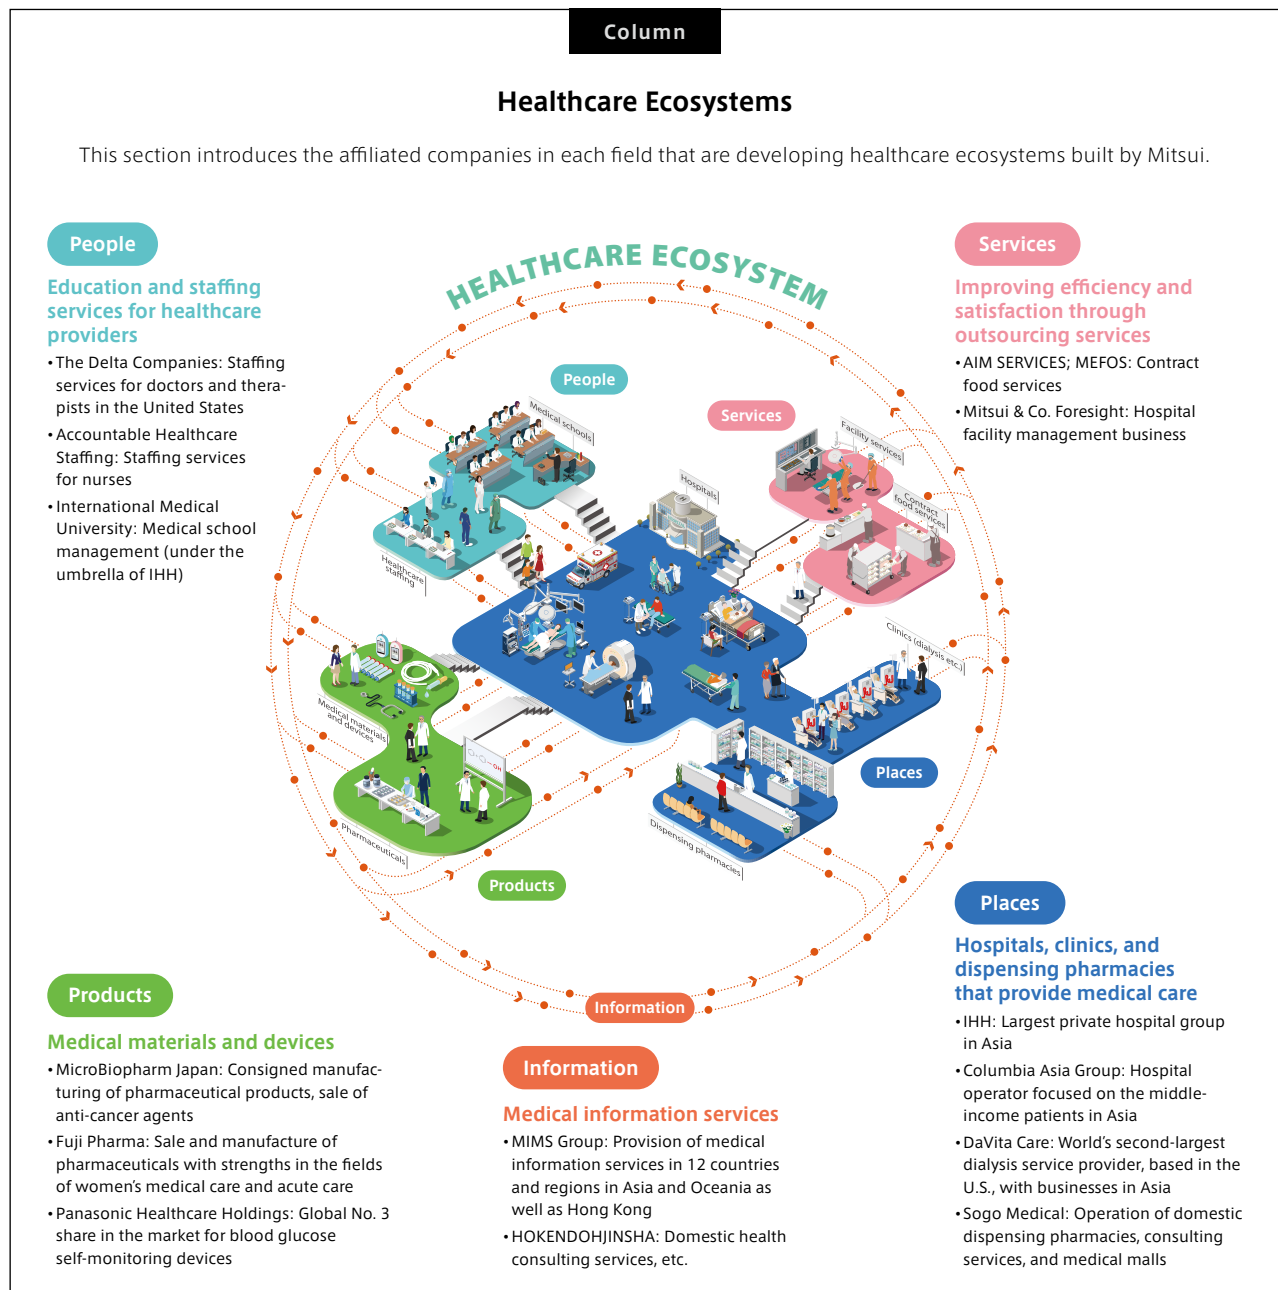 Column
Healthcare Ecosystems
This section introduces the affiliated companies in each field that are developing healthcare ecosystems built by Mitsui.
People
Education and staffing
services for healthcare
providers
• The Delta Companies: Staffing
services for doctors and thera-
pists in the United States
• Accountable Healthcare
Staffing: Staffing services
for nurses
• International Medical
University: Medical school
management (under the
umbrella of IHH)
Services
Improving efficiency and
satisfaction through
outsourcing services
• AIM SERVICES; MEFOS: Contract
food services
• Mitsui & Co. Foresight: Hospital
facility management business
HEALTHCARE ECOSYSTEM
People
Medical schools
Healthcare
staffing
Services
Facility services
Contract
food services
Hospitals
Clinics (dialysis etc.)
Medical materials
and devices
OH
Pharmaceuticals
Places
Dispensing pharmacies
Products
Information
Products
Medical materials and devices
• MicroBiopharm Japan: Consigned manufac-
turing of pharmaceutical products, sale of
anti-cancer agents
• Fuji Pharma: Sale and manufacture of
pharmaceuticals with strengths in the fields
of women’s medical care and acute care
• Panasonic Healthcare Holdings: Global No. 3
share in the market for blood glucose
self-monitoring devices
Information
Medical information services
• MIMS Group: Provision of medical
information services in 12 countries
and regions in Asia and Oceania as
well as Hong Kong
• HOKENDOHJINSHA: Domestic health
consulting services, etc.
Places
Hospitals, clinics, and
dispensing pharmacies
that provide medical care
• IHH: Largest private hospital group
in Asia
• Columbia Asia Group: Hospital
operator focused on the middle-
income patients in Asia
• DaVita Care: World’s second-largest
dialysis service provider, based in the
U.S., with businesses in Asia
• Sogo Medical: Operation of domestic
dispensing pharmacies, consulting
services, and medical malls